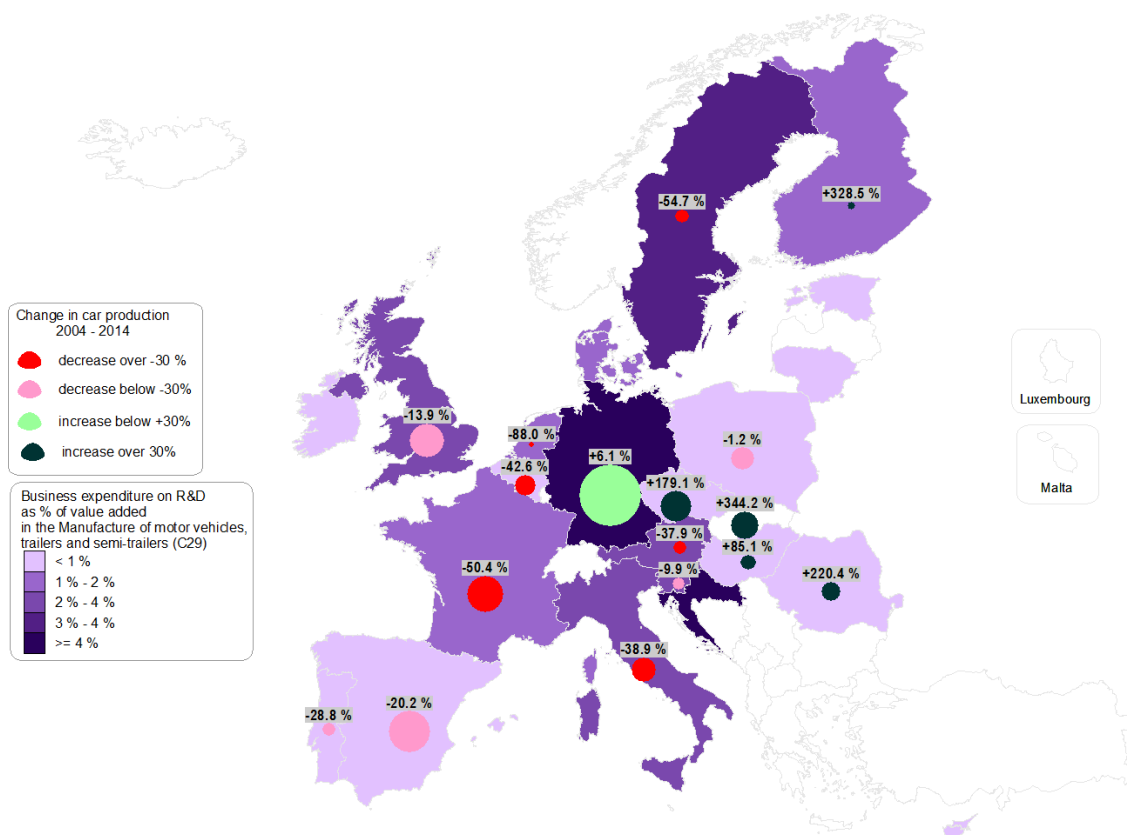 +328.5 %
-54.7 %
Change in car production
2004 - 2014
decrease over -30 %
decrease below -30%
increase below +30%
increase over 30%
Luxembourg
Malta
-13.9 %
-88.0 %
-1.2 %
+6.1 %
-42.6 %
+179.1 %
+344.2 %
-37.9 %
+85.1 %
-9.9 %
+220.4 %
-50.4 %
-38.9 %
-20.2 %
-28.8 %
Business expenditure on R&D
as % of value added
in the Manufacture of motor vehicles,
trailers and semi-trailers (C29)
< 1 %
1 % - 2 %
2 % - 4 %
3 % - 4 %
>= 4 %